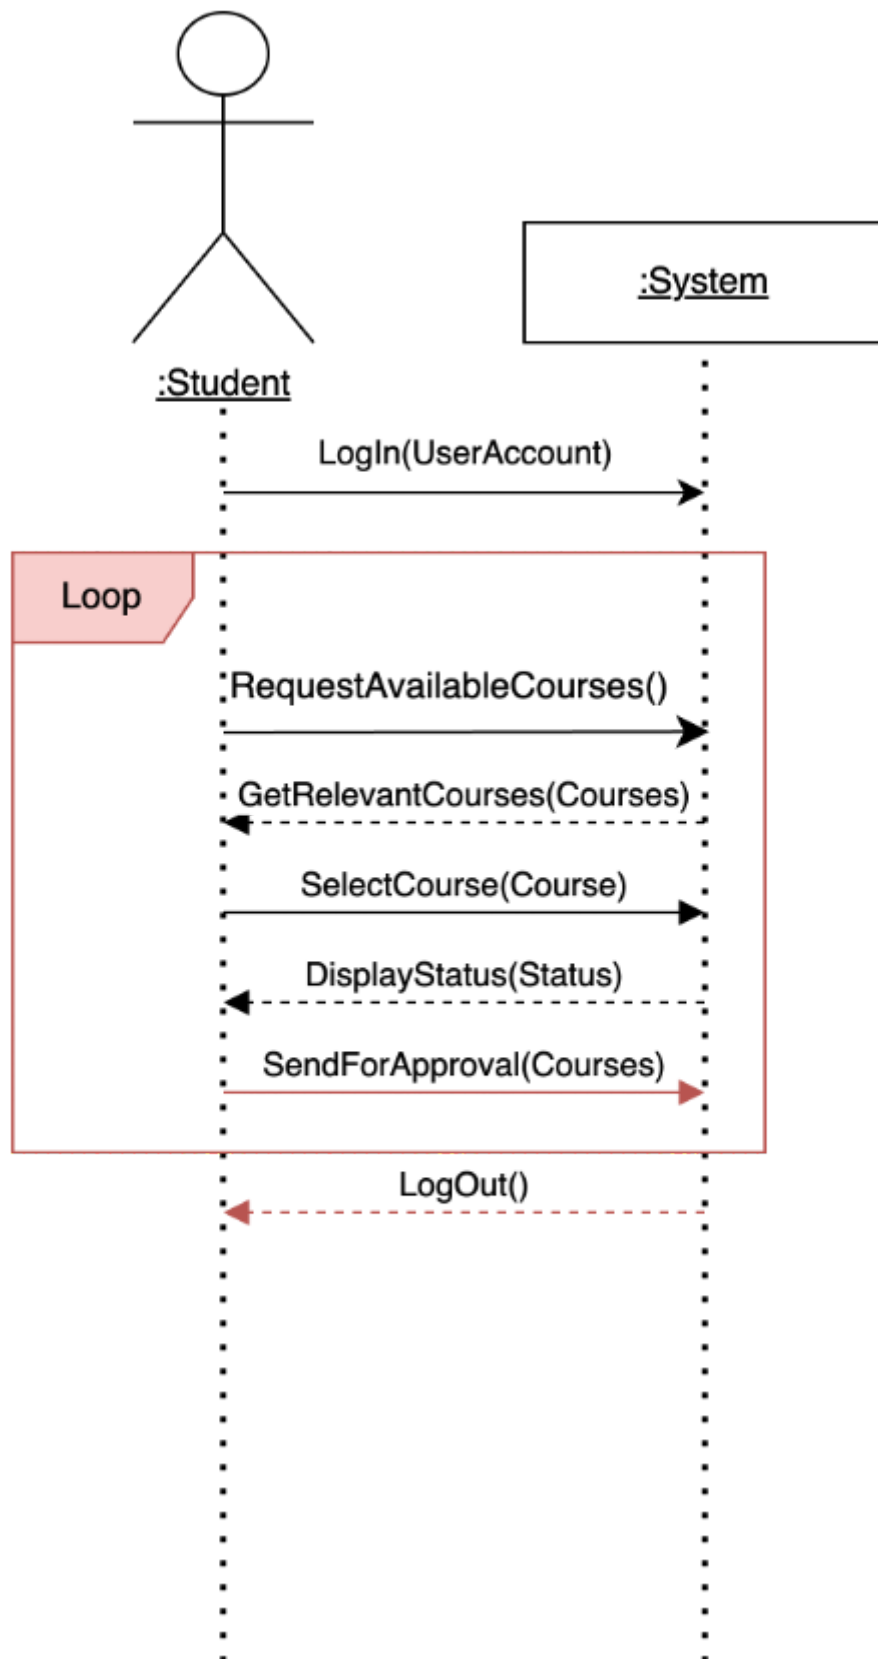 :System
:Student
LogIn(UserAccount)
Loop
RequestAvailableCourses()
GetRelevantCourses(Courses)
SelectCourse(Course)
DisplayStatus(Status)
SendForApproval(Courses)
LogOut()